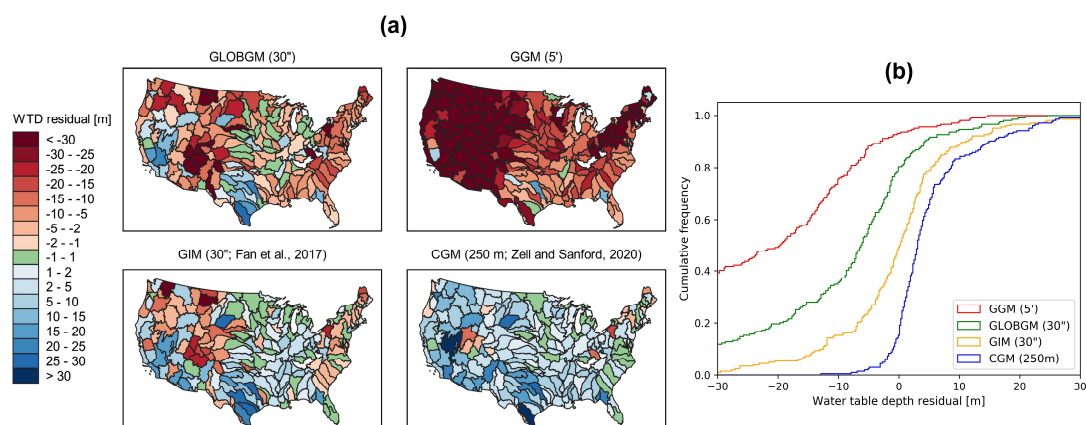 (a)
GLOBGM (30")
GGM (5')
WTD residual [m]
< -30
-30 - -25
-25 - -20
-20 - -15
-15 - -10
-10 - -5
-5 - -2
-2 - -1
-1 - 1
1 - 2
2 - 5
5 - 10
10 - 15
15 - 20
20 - 25
25 - 30
> 30
GIM (30"; Fan et al., 2017)
CGM (250 m; Zell and Sanford, 2020)
(b)
1.0
0.8
0.6
0.4
0.2
0.0
Cumulative frequency
GGM (5')
GLOBGM (30")
GIM (30")
CGM (250m)
−30
−20
−10
0
10
20
30
Water table depth residual [m]